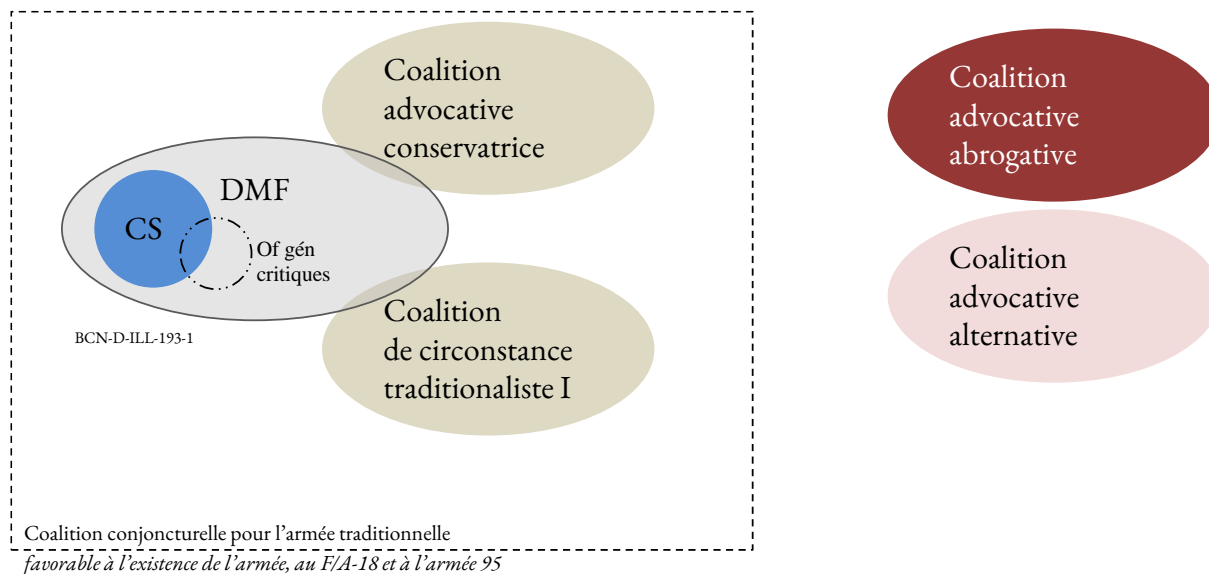 Coalition
advocative
conservatrice
Coalition
advocative
abrogative
DMF
CS
Of gén
critiques
Coalition
advocative
alternative
BCN-D-ILL-193-1
Coalition
de circonstance
traditionaliste I
Coalition conjoncturelle pour l’armée traditionnelle
favorable à l’existence de l’armée, au F/A-18 et à l’armée 95